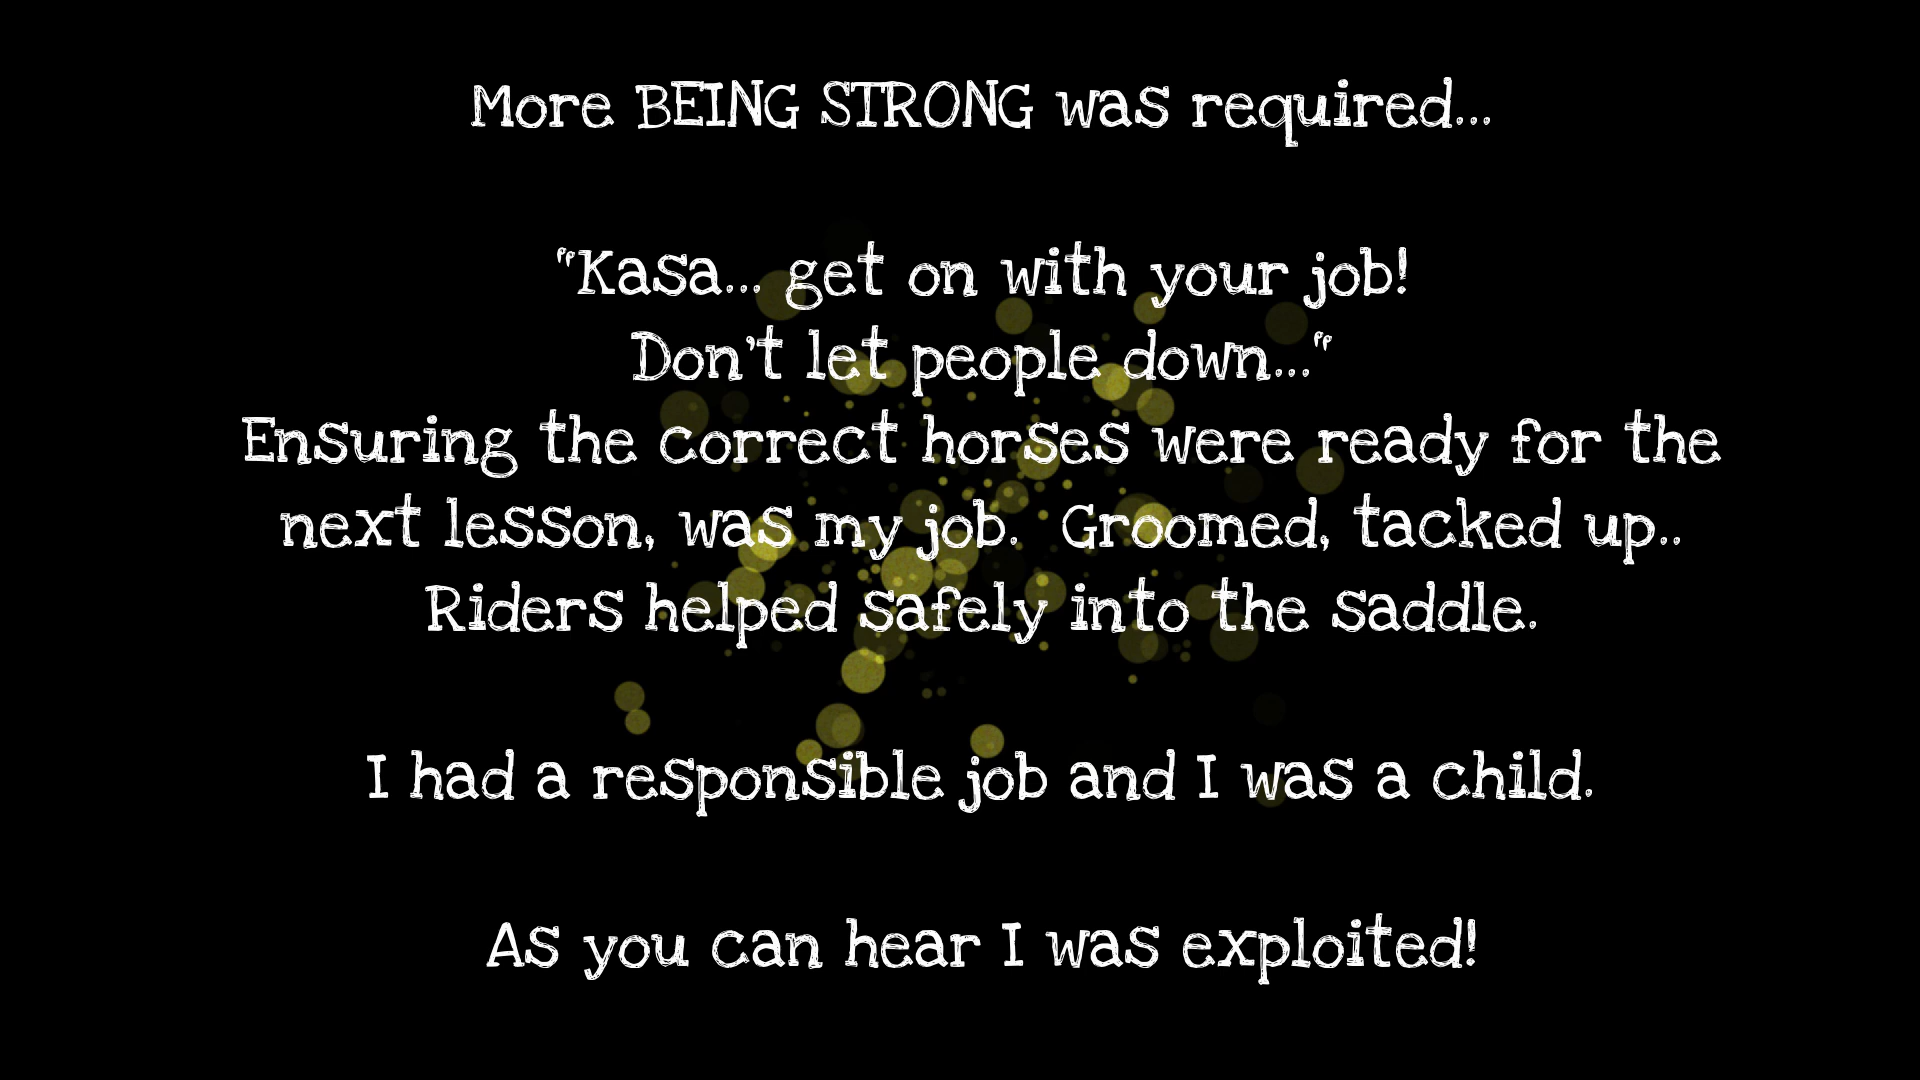 More BEING STRONG was required...
"Kasa... get on with your job!
Don't let people down..."
Ensuring the correct horses were ready for the
next lesson, was my job.  Groomed, tacked up..
Riders helped safely into the saddle.
I had a responsible job and I was a child.
As you can hear I was exploited!